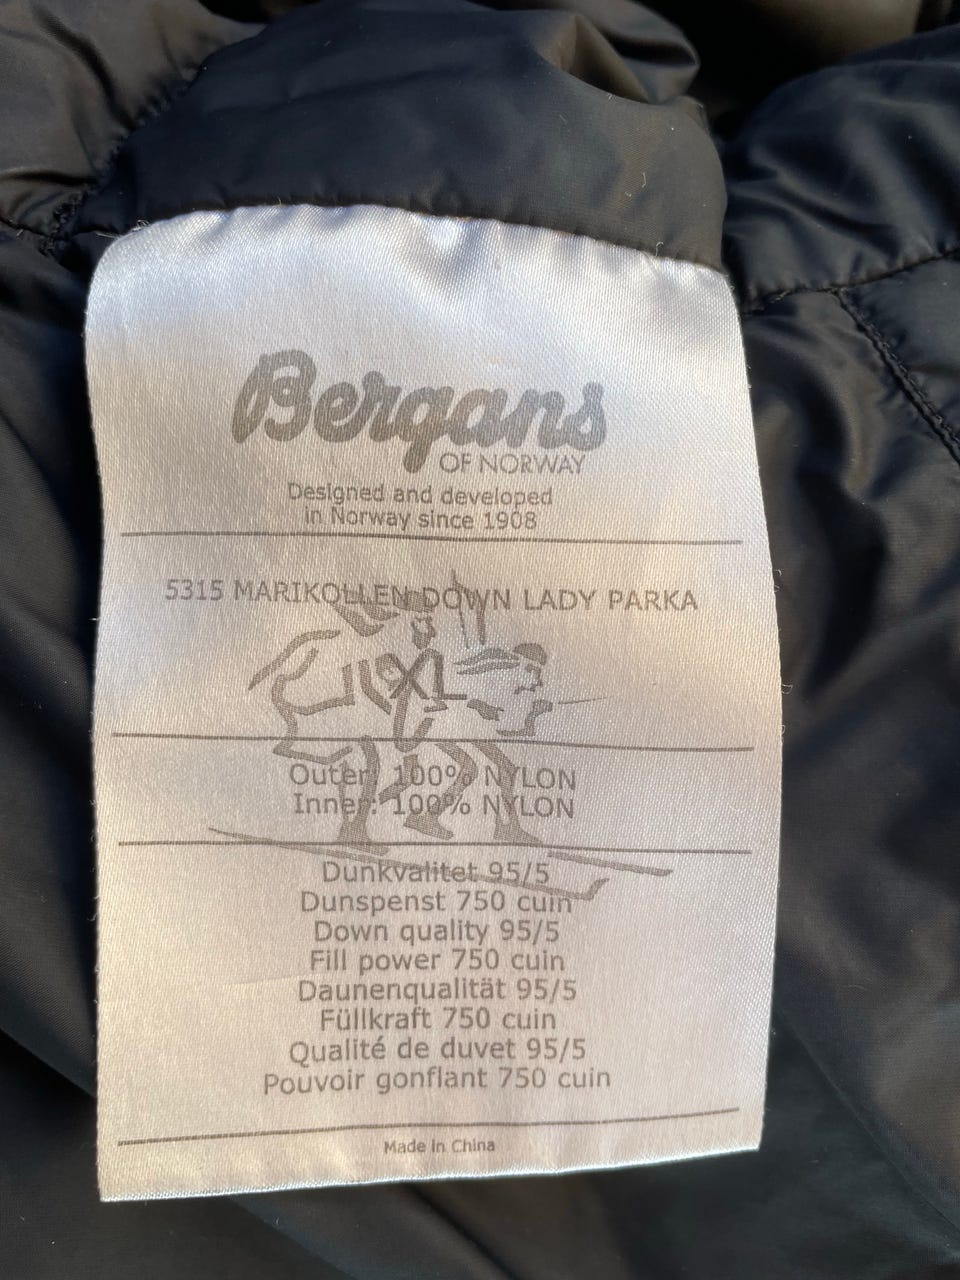 Bergans
OF NORWAY
Designed and developed
in Norway since 1908
5315 MARIKOLLEN DOWN LADY PARKA
XL
Outer: 100% NYLON
Inner: 100% NYLON
Dunkvalitet 95/5
Dunspenst 750 cuin
Down quality 95/5
Fill power 750 cuin
Daunenqualität 95/5
Füllkraft 750 cuin
Qualité de duvet 95/5
Pouvoir gonflant 750 cuin
Made in China